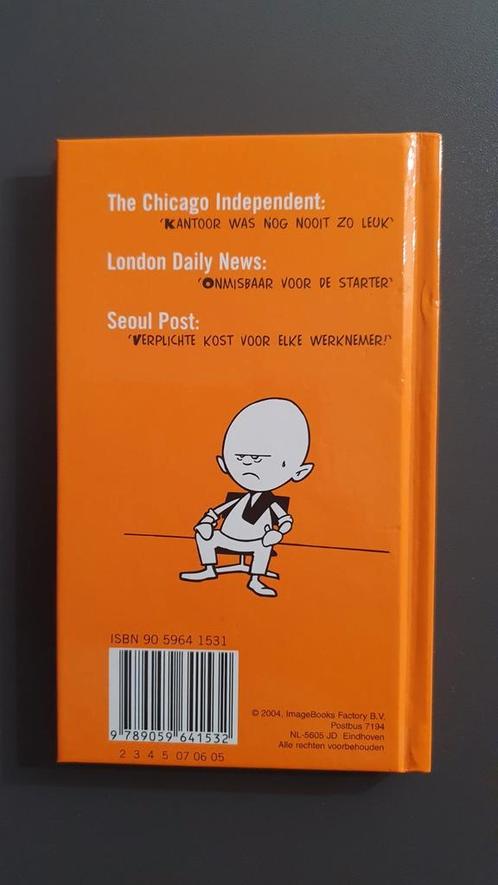 The Chicago Independent:
'Kantoor was nog nooit zo leuk'
London Daily News:
'Onmisbaar voor de starter'
Seoul Post:
'Verplichte kost voor elke werknemer!'
ISBN 90 5964 1531
9 789059 641532
2 3 4 5 07 06 05
© 2004, ImageBooks Factory B.V.
Postbus 7194
NL-5605 JD Eindhoven
Alle rechten voorbehouden